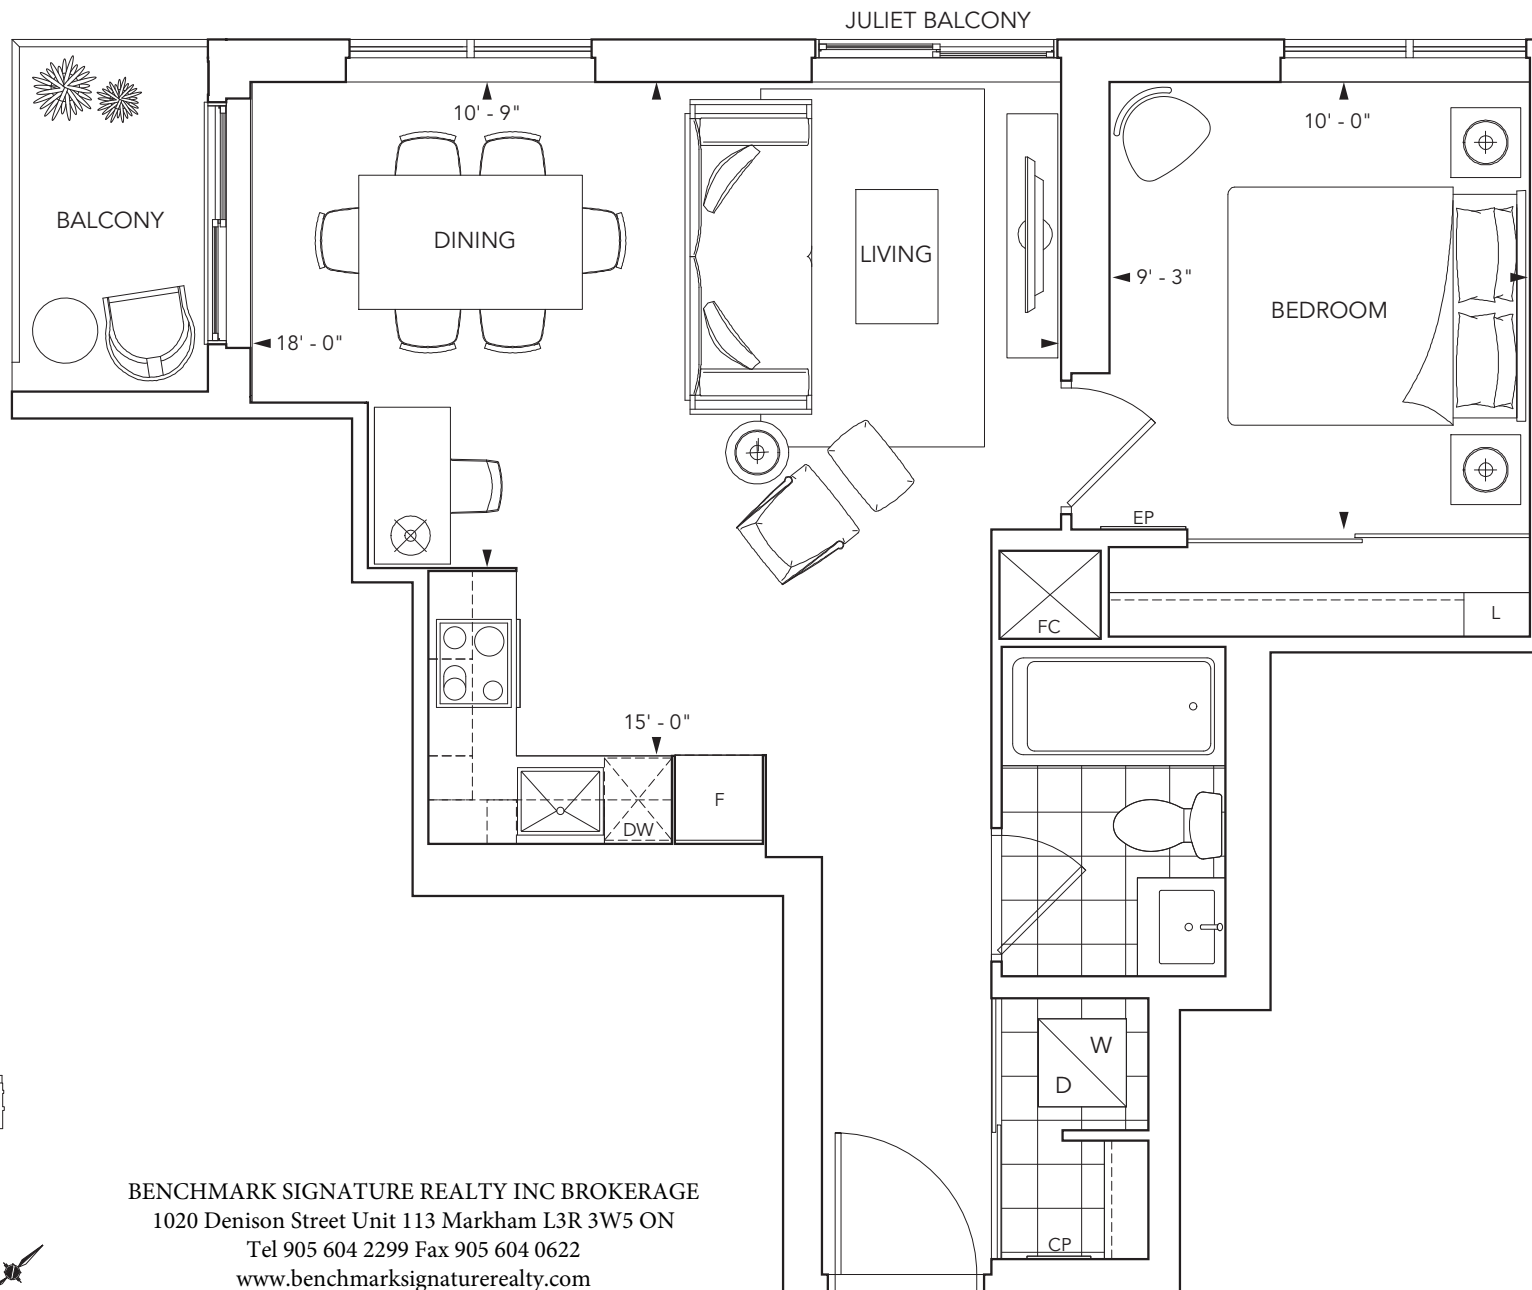 JULIET BALCONY
10' - 9"
10' - 0"
BALCONY
DINING
LIVING
9' - 3"
BEDROOM
18' - 0"
EP
FC
L
15' - 0"
F
DW
W
D
CP
BENCHMARK SIGNATURE REALTY INC BROKERAGE
1020 Denison Street Unit 113 Markham L3R 3W5 ON
Tel 905 604 2299 Fax 905 604 0622
www.benchmarksignaturerealty.com